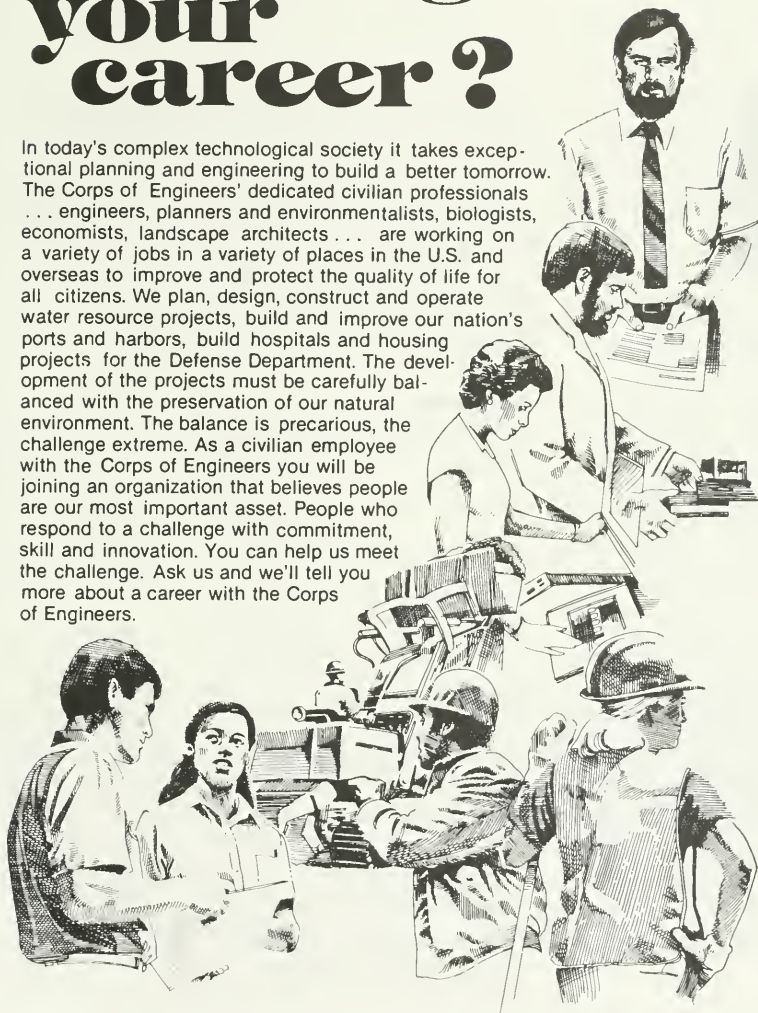 your
career?
In today's complex technological society it takes excep-
tional planning and engineering to build a better tomorrow.
The Corps of Engineers' dedicated civilian professionals
... engineers, planners and environmentalists, biologists,
economists, landscape architects ... are working on
a variety of jobs in a variety of places in the U.S. and
overseas to improve and protect the quality of life for
all citizens. We plan, design, construct and operate
water resource projects, build and improve our nation's
ports and harbors, build hospitals and housing
projects for the Defense Department. The devel-
opment of the projects must be carefully bal-
anced with the preservation of our natural
environment. The balance is precarious, the
challenge extreme. As a civilian employee
with the Corps of Engineers you will be
joining an organization that believes people
are our most important asset. People who
respond to a challenge with commitment,
skill and innovation. You can help us meet
the challenge. Ask us and we'll tell you
more about a career with the Corps
of Engineers.